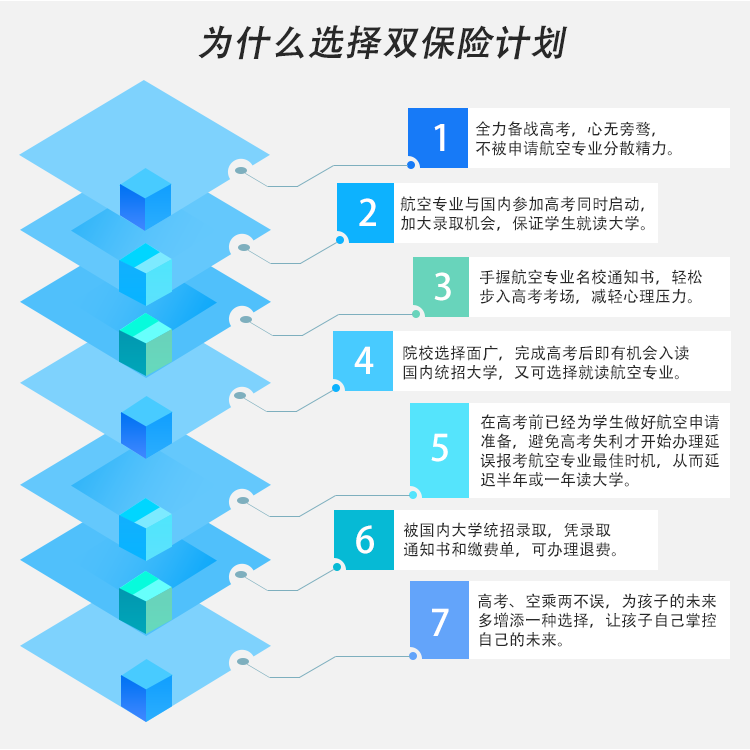 为什么选择双保险计划
1
全力备战高考，心无旁骛，
不被申请航空专业分散精力。
2
航空专业与国内参加高考同时启动，
加大录取机会，保证学生就读大学。
3
手握航空专业名校通知书，轻松
步入高考考场，减轻心理压力。
4
院校选择面广，完成高考后即有机会入读
国内统招大学，又可选择就读航空专业。
5
在高考前已经为学生做好航空申请
准备，避免高考失利才开始办理延
误报考航空专业最佳时机，从而延
迟半年或一年读大学。
6
被国内大学统招录取，凭录取
通知书和缴费单，可办理退费。
7
高考、空乘两不误，为孩子的未来
多增添一种选择，让孩子自己掌控
自己的未来。